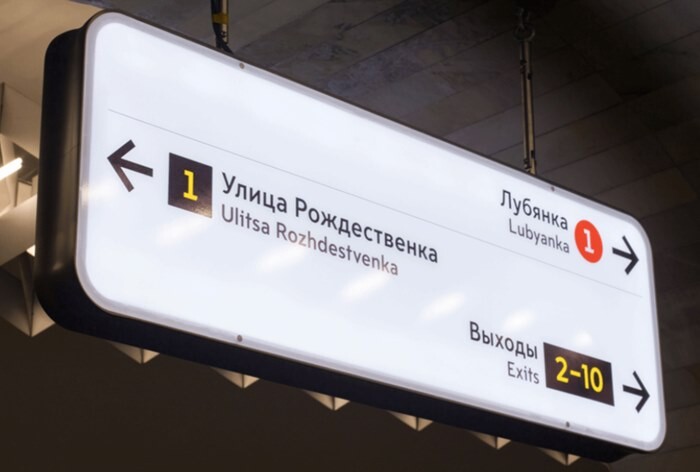 Лубянка
Lubyanka
1
1
Улица Рождественка
Ulitsa Rozhdestvenka
Выходы
Exits
2-10